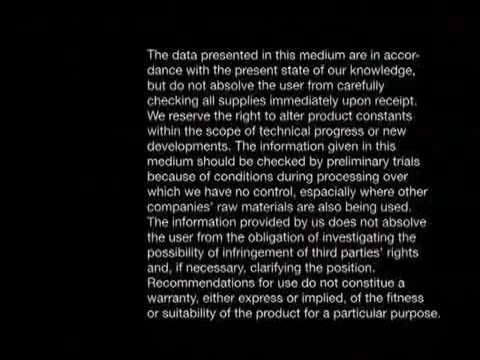 The data presented in this medium are in accor-
dance with the present state of our knowledge,
but do not absolve the user from carefully
checking all supplies immediately upon receipt.
We reserve the right to alter product constants
within the scope of technical progress or new
developments. The information given in this
medium should be checked by preliminary trials
because of conditions during processing over
which we have no control, espacially where other
companies' raw materials are also being used.
The information provided by us does not absolve
the user from the obligation of investigating the
possibility of infringement of third parties' rights
and, if necessary, clarifying the position.
Recommendations for use do not constitute a
warranty, either express or implied, of the fitness
or suitability of the product for a particular purpose.